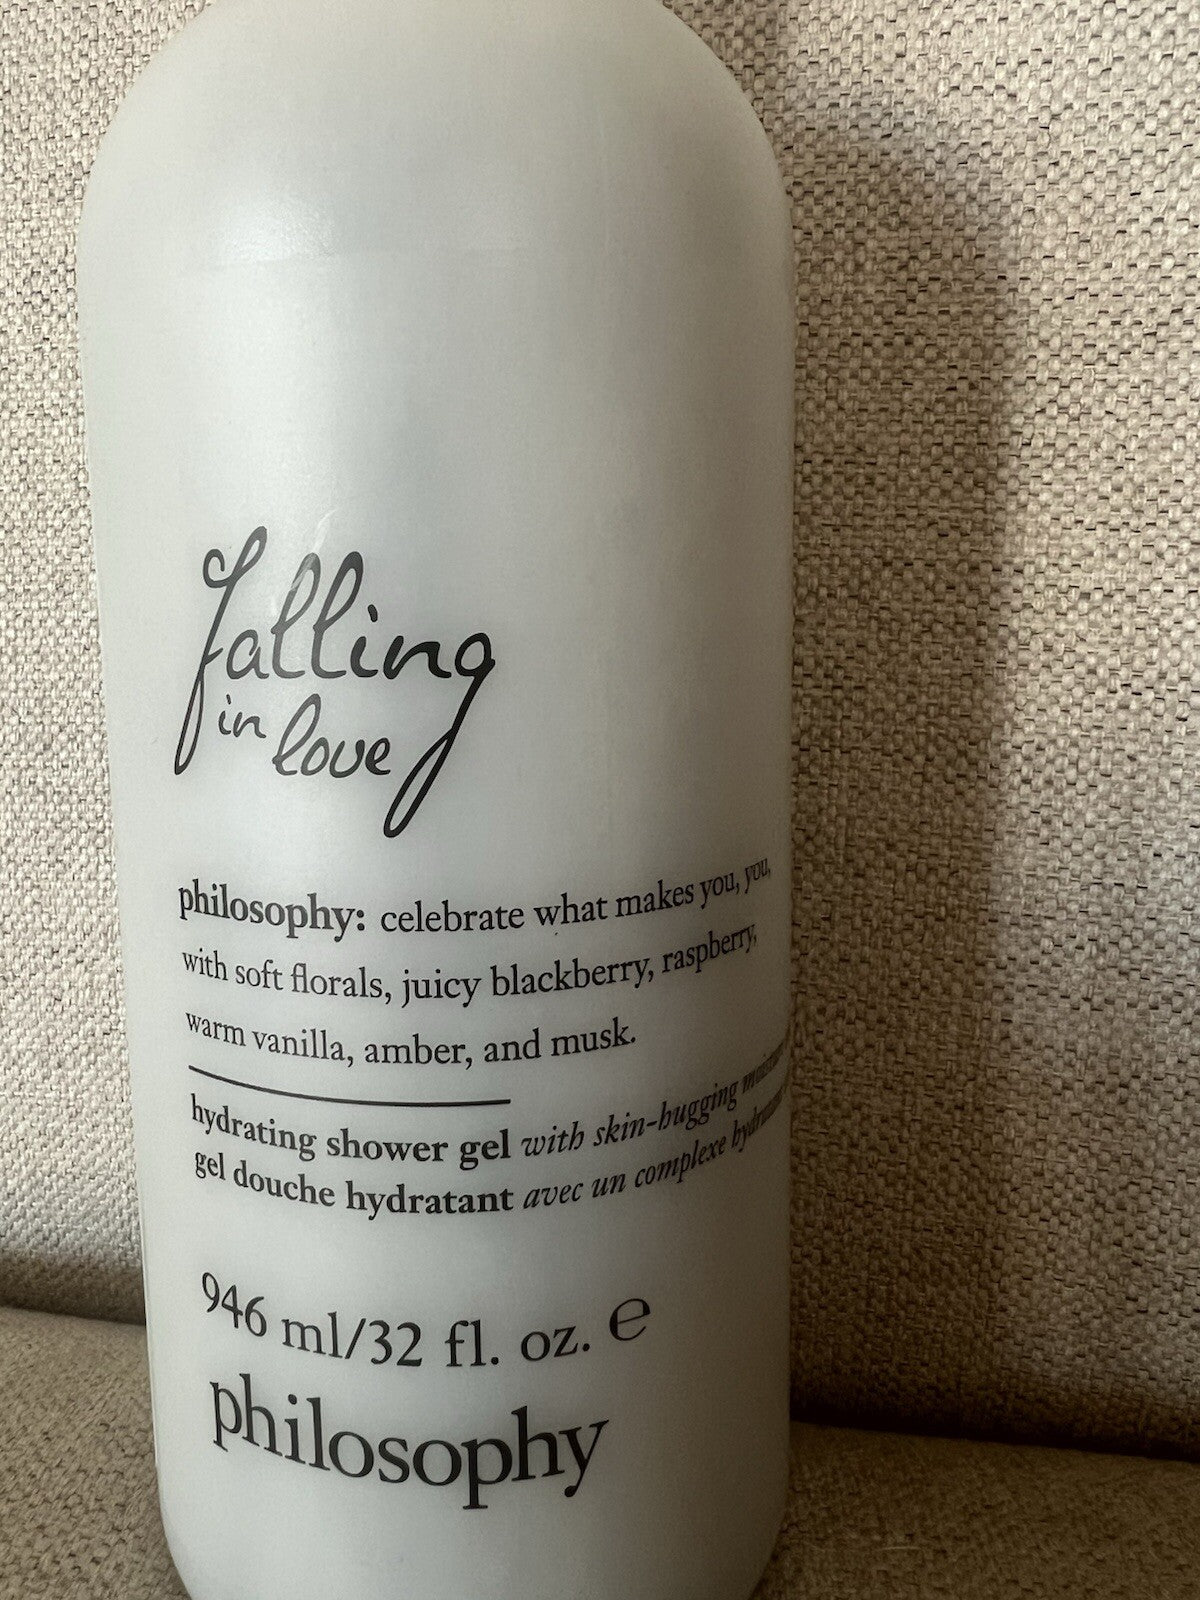 falling
in love
philosophy: celebrate what makes you, you,
with soft florals, juicy blackberry, raspberry,
warm vanilla, amber, and musk.
hydrating shower gel with skin-hugging
gel douche hydratant avec un complexe
946 ml/32 fl. oz. ℮
philosophy